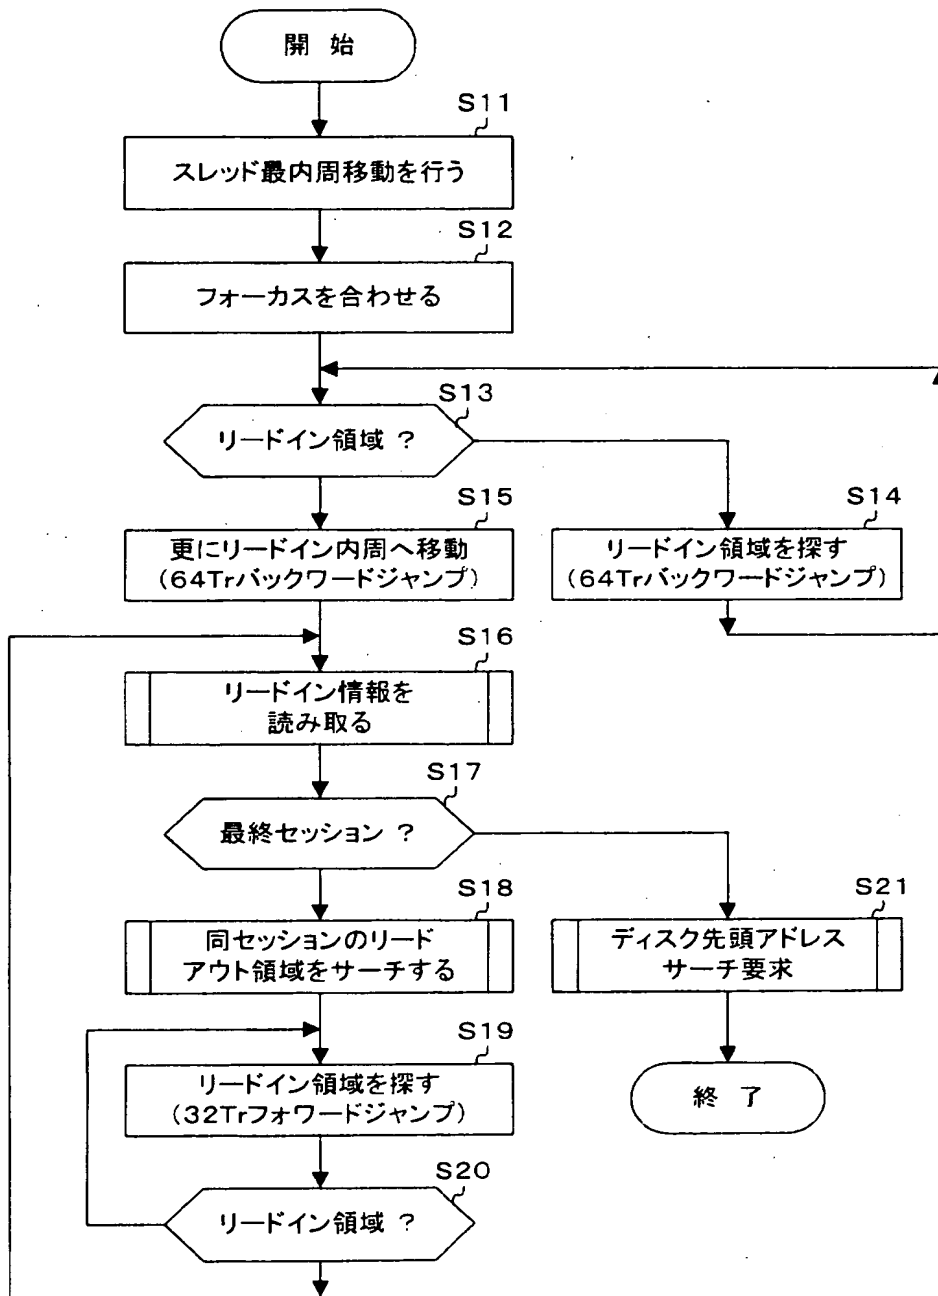 開 始
S11
スレッド最内周移動を行う
S12
フォーカスを合わせる
S13
リードイン領域 ?
S15
更にリードイン内周へ移動
(64Trバックワードジャンプ)
S14
リードイン領域を探す
(64Trバックワードジャンプ)
S16
リードイン情報を
読み取る
S17
最終セッション ?
S18
同セッションのリード
アウト領域をサーチする
S21
ディスク先頭アドレス
サーチ要求
S19
リードイン領域を探す
(32Trフォワードジャンプ)
終 了
S20
リードイン領域 ?